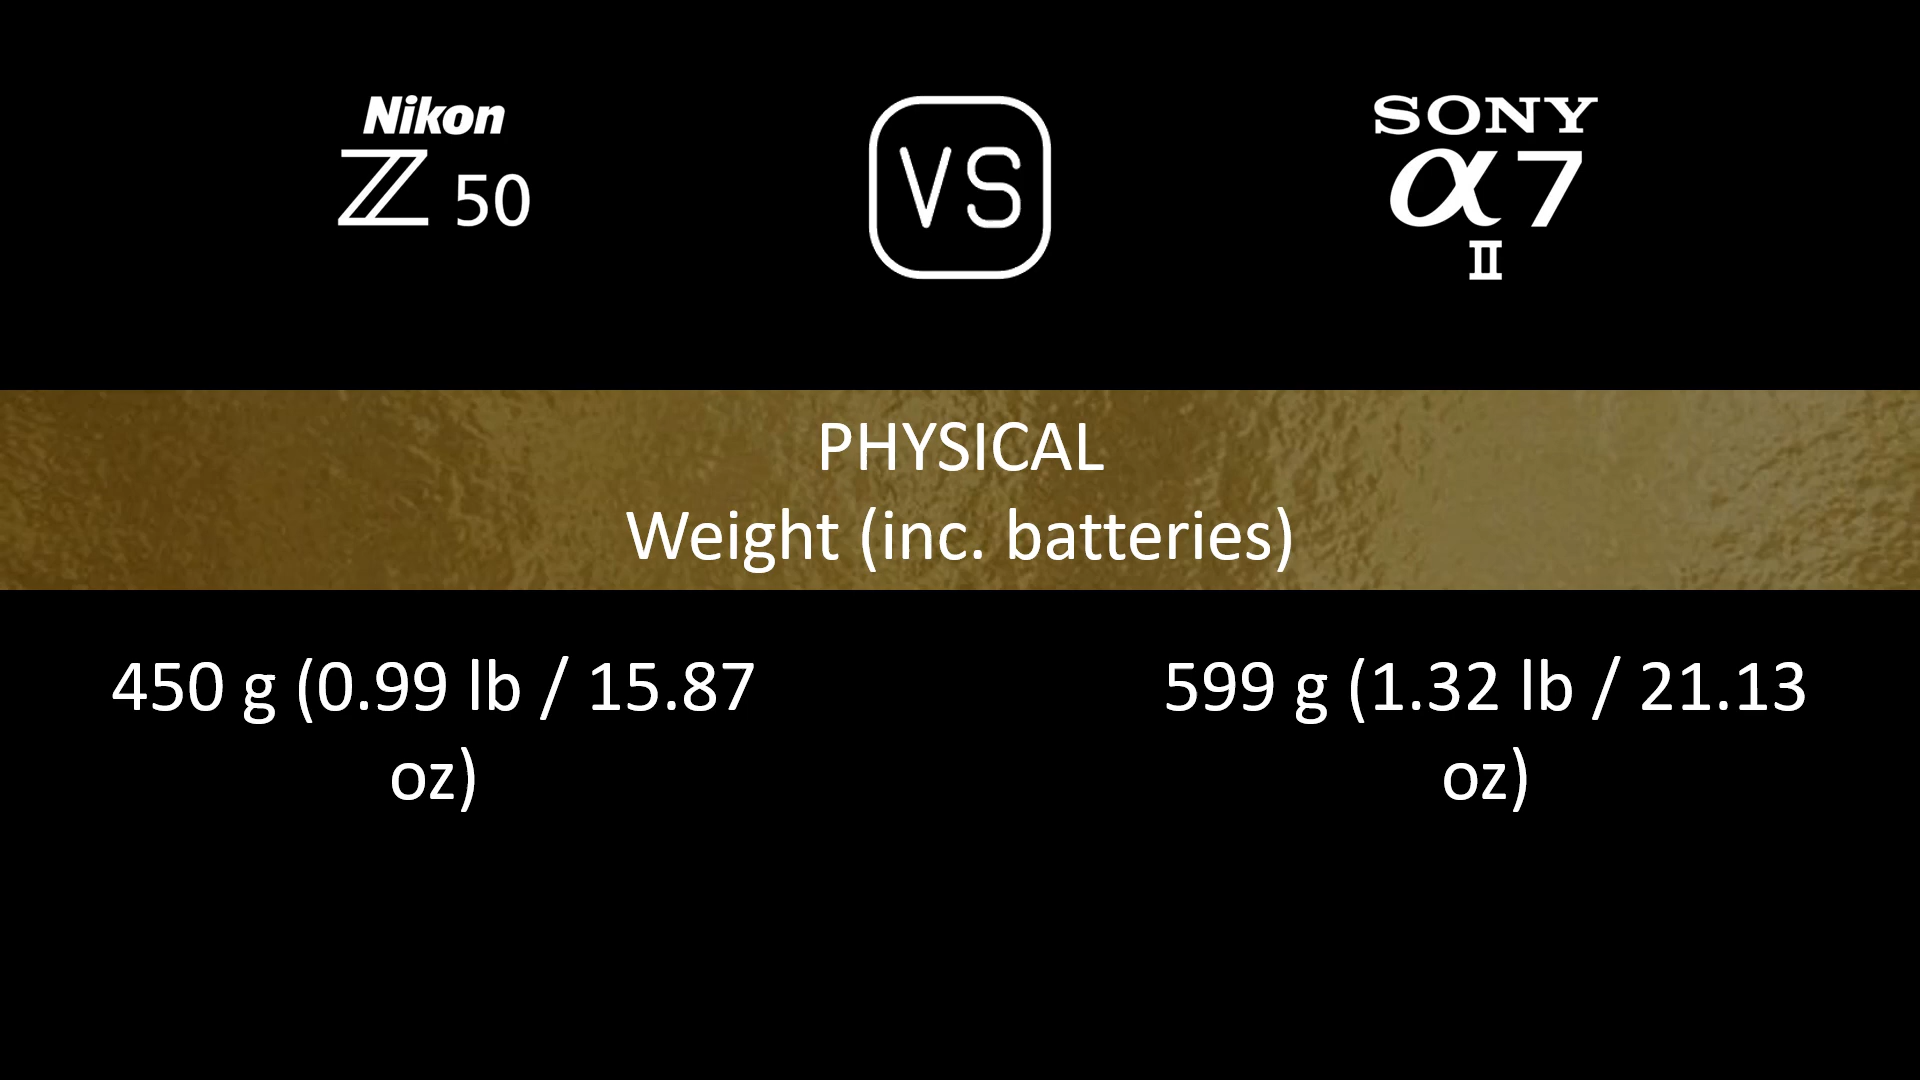 Nikon
Z 50
VS
SONY
α7
II
PHYSICAL
Weight (inc. batteries)
450 g (0.99 lb / 15.87
oz)
599 g (1.32 lb / 21.13
oz)